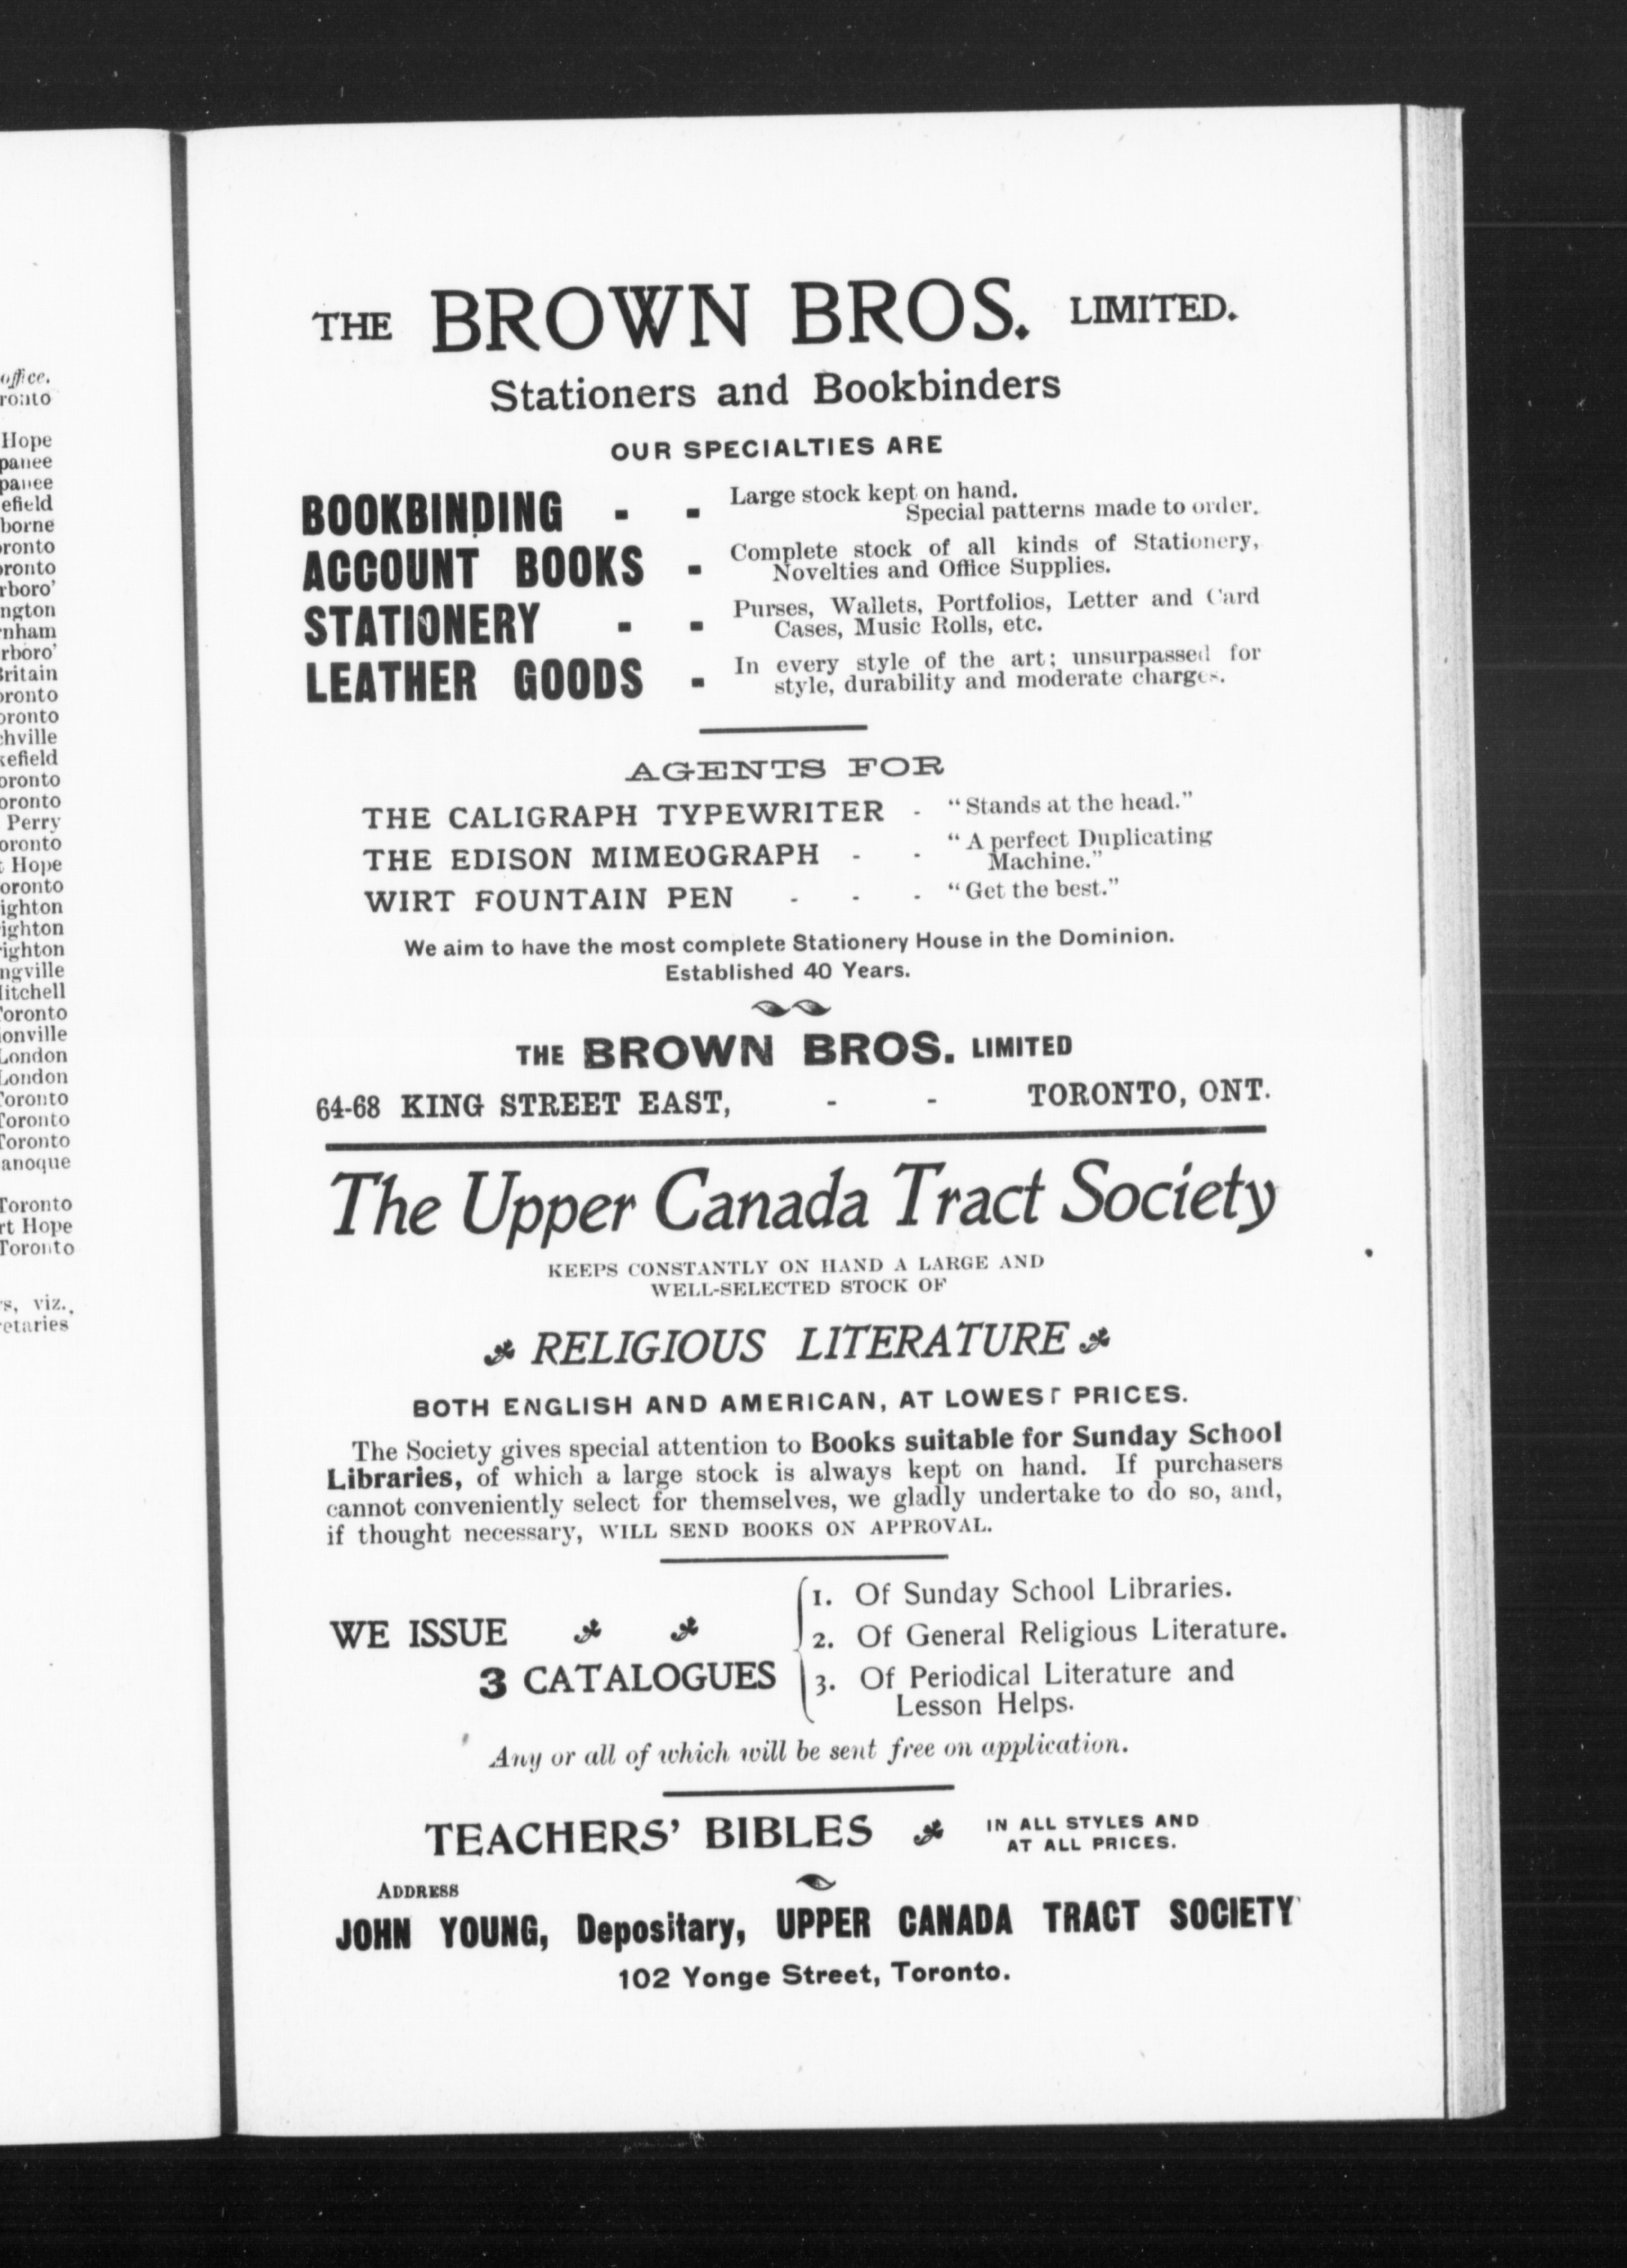 office.
Hope
THE BROWN BROS. LIMITED.
Stationers and Bookbinders
OUR SPECIALTIES ARE
BOOKBINDING - - Large stock kept on hand.
Special patterns made to order.
ACCOUNT BOOKS - Complete stock of all kinds of Stationery,
Novelties and Office Supplies.
STATIONERY - - Purses, Wallets, Portfolios, Letter and Card
Cases, Music Rolls, etc.
LEATHER GOODS - In every style of the art; unsurpassed for
style, durability and moderate charges.
AGENTS FOR
THE CALIGRAPH TYPEWRITER - "Stands at the head."
THE EDISON MIMEOGRAPH - - "A perfect Duplicating
Machine."
WIRT FOUNTAIN PEN - - - "Get the best."
We aim to have the most complete Stationery House in the Dominion.
Established 40 Years.
THE BROWN BROS. LIMITED
64-68 KING STREET EAST, - - TORONTO, ONT.
The Upper Canada Tract Society
KEEPS CONSTANTLY ON HAND A LARGE AND
WELL-SELECTED STOCK OF
RELIGIOUS LITERATURE
BOTH ENGLISH AND AMERICAN, AT LOWEST PRICES.
The Society gives special attention to Books suitable for Sunday School
Libraries, of which a large stock is always kept on hand. If purchasers
cannot conveniently select for themselves, we gladly undertake to do so, and,
if thought necessary, WILL SEND BOOKS ON APPROVAL.
WE ISSUE
3 CATALOGUES
1. Of Sunday School Libraries.
2. Of General Religious Literature.
3. Of Periodical Literature and
Lesson Helps.
Any or all of which will be sent free on application.
TEACHERS' BIBLES IN ALL STYLES AND
AT ALL PRICES.
ADDRESS
JOHN YOUNG, Depositary, UPPER CANADA TRACT SOCIETY
102 Yonge Street, Toronto.